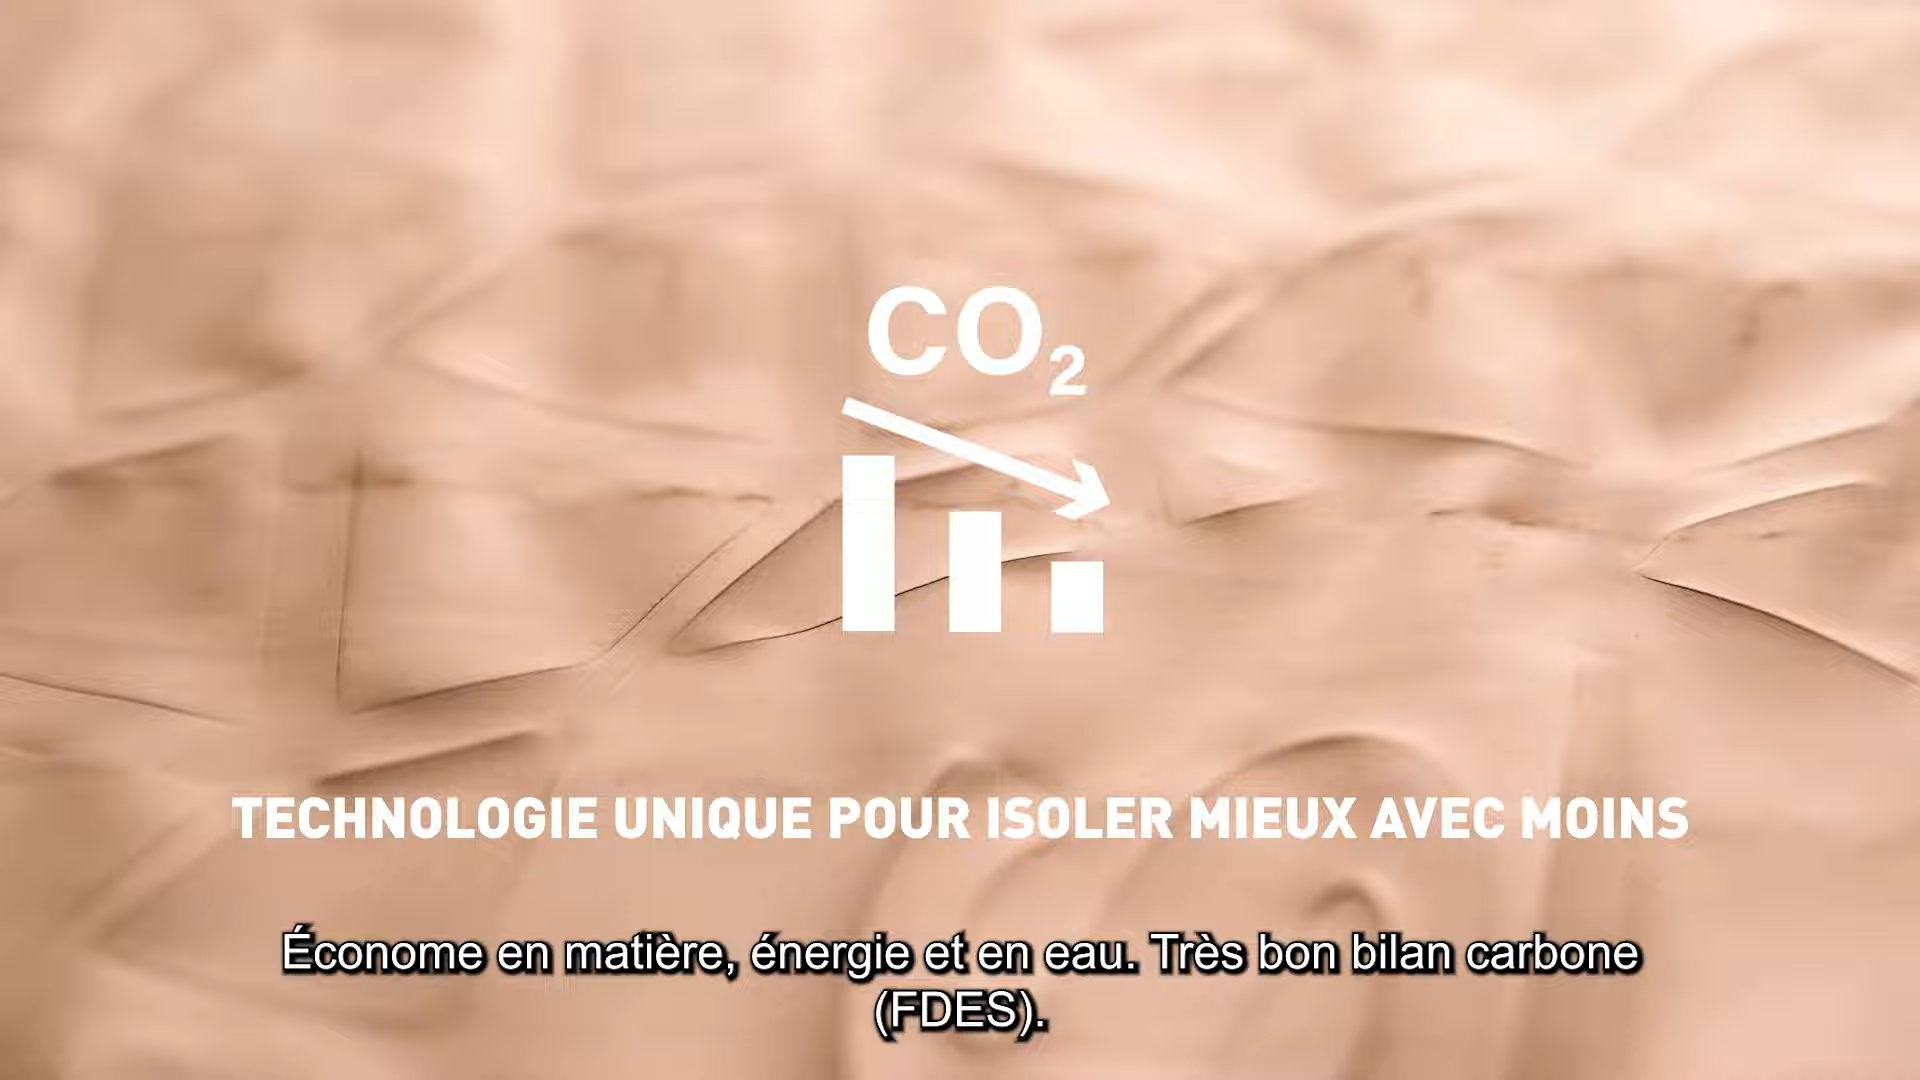 CO₂
TECHNOLOGIE UNIQUE POUR ISOLER MIEUX AVEC MOINS
Économe en matière, énergie et en eau. Très bon bilan carbone
(FDES).